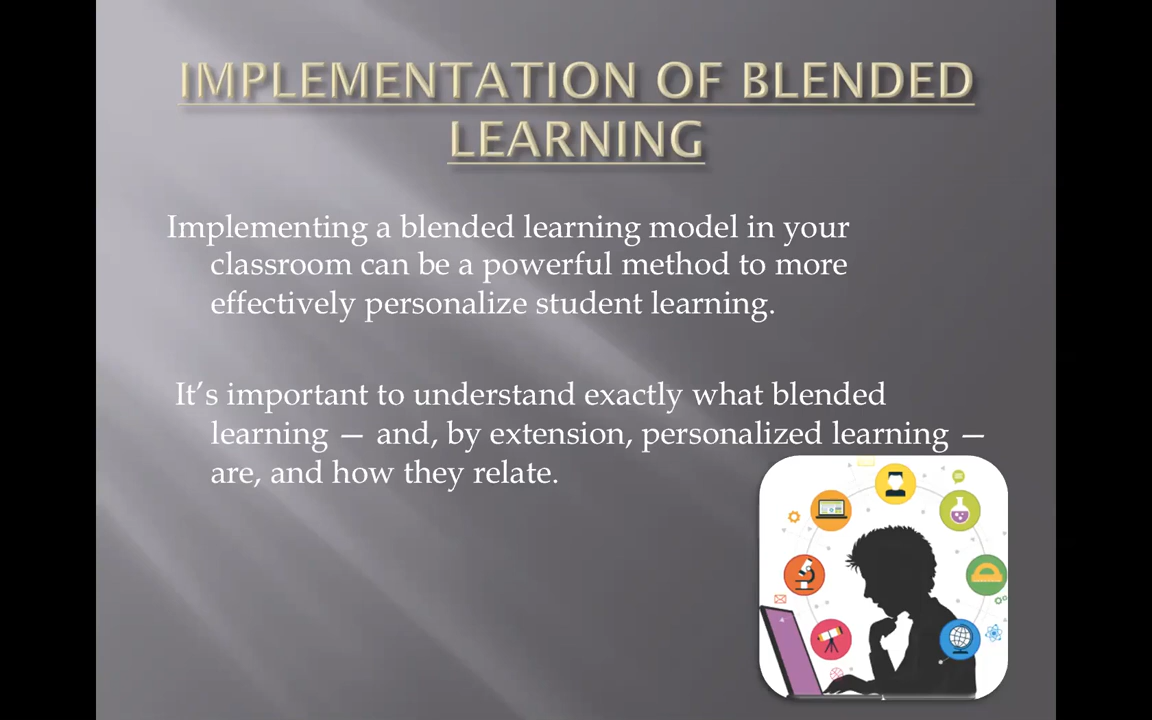 IMPLEMENTATION OF BLENDED
LEARNING
Implementing a blended learning model in your
classroom can be a powerful method to more
effectively personalize student learning.
It’s important to understand exactly what blended
learning — and, by extension, personalized learning —
are, and how they relate.